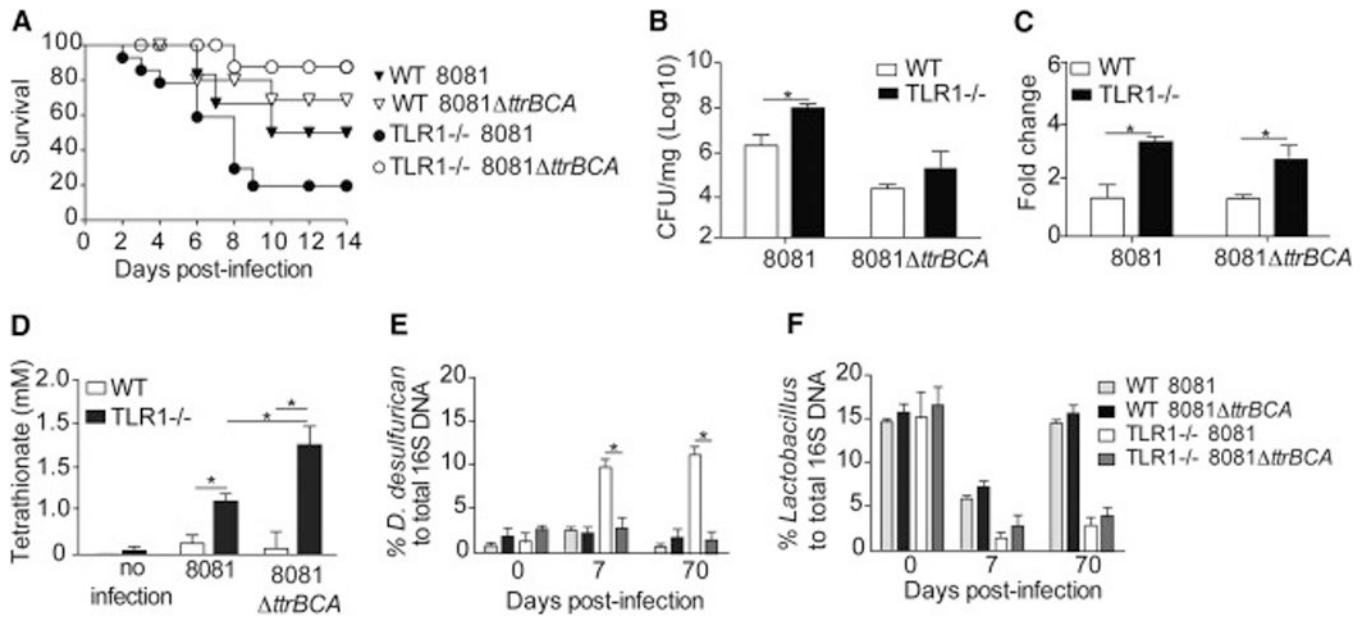 A
Survival
100
80
60
40
20
0
0 2 4 6 8 10 12 14
Days post-infection
WT 8081
WT 8081ΔttrBCA
TLR1-/- 8081
TLR1-/- 8081ΔttrBCA
B
CFU/mg (Log10)
10
8
6
4
2
WT
TLR1-/-
*
8081 8081ΔttrBCA
C
Fold change
6
4
2
0
WT
TLR1-/-
* *
8081 8081ΔttrBCA
D
Tetrathionate (mM)
2.0
1.5
1.5
1.0
0
WT
TLR1-/-
*
*
*
no infection
8081
8081
ΔttrBCA
E
% D. desulfurican
to total 16S DNA
20
15
10
5
0
* *
0 7 70
Days post-infection
F
% Lactobacillus
to total 16S DNA
20
15
10
5
0
0 7 70
Days post-infection
WT 8081
WT 8081ΔttrBCA
TLR1-/- 8081
TLR1-/- 8081ΔttrBCA